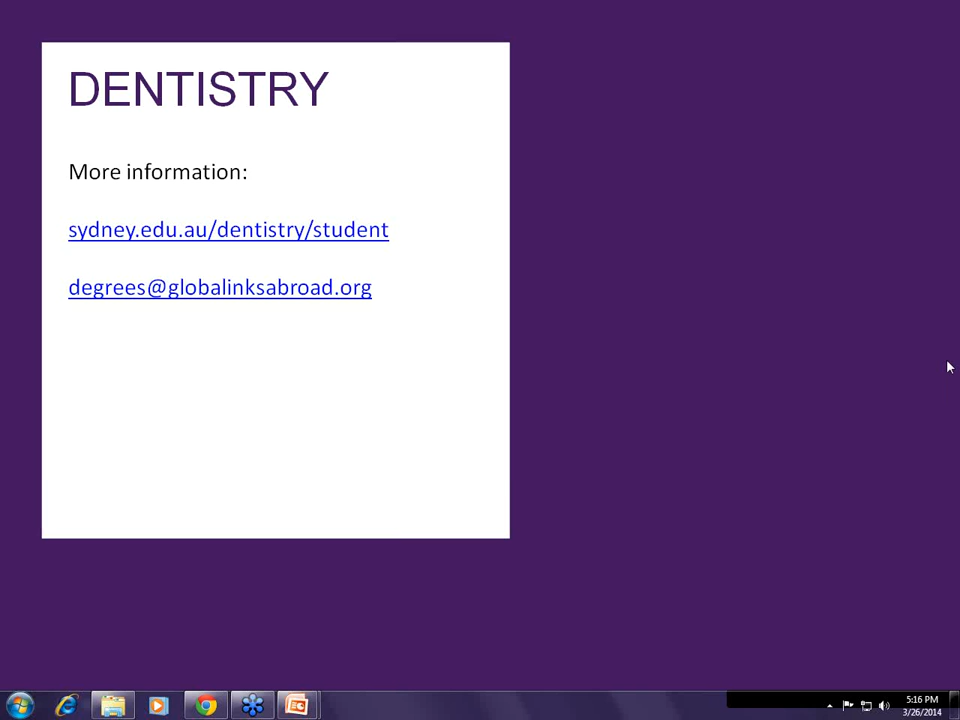 DENTISTRY
More information:
sydney.edu.au/dentistry/student
degrees@globalinksabroad.org
5:16 PM
3/26/2014